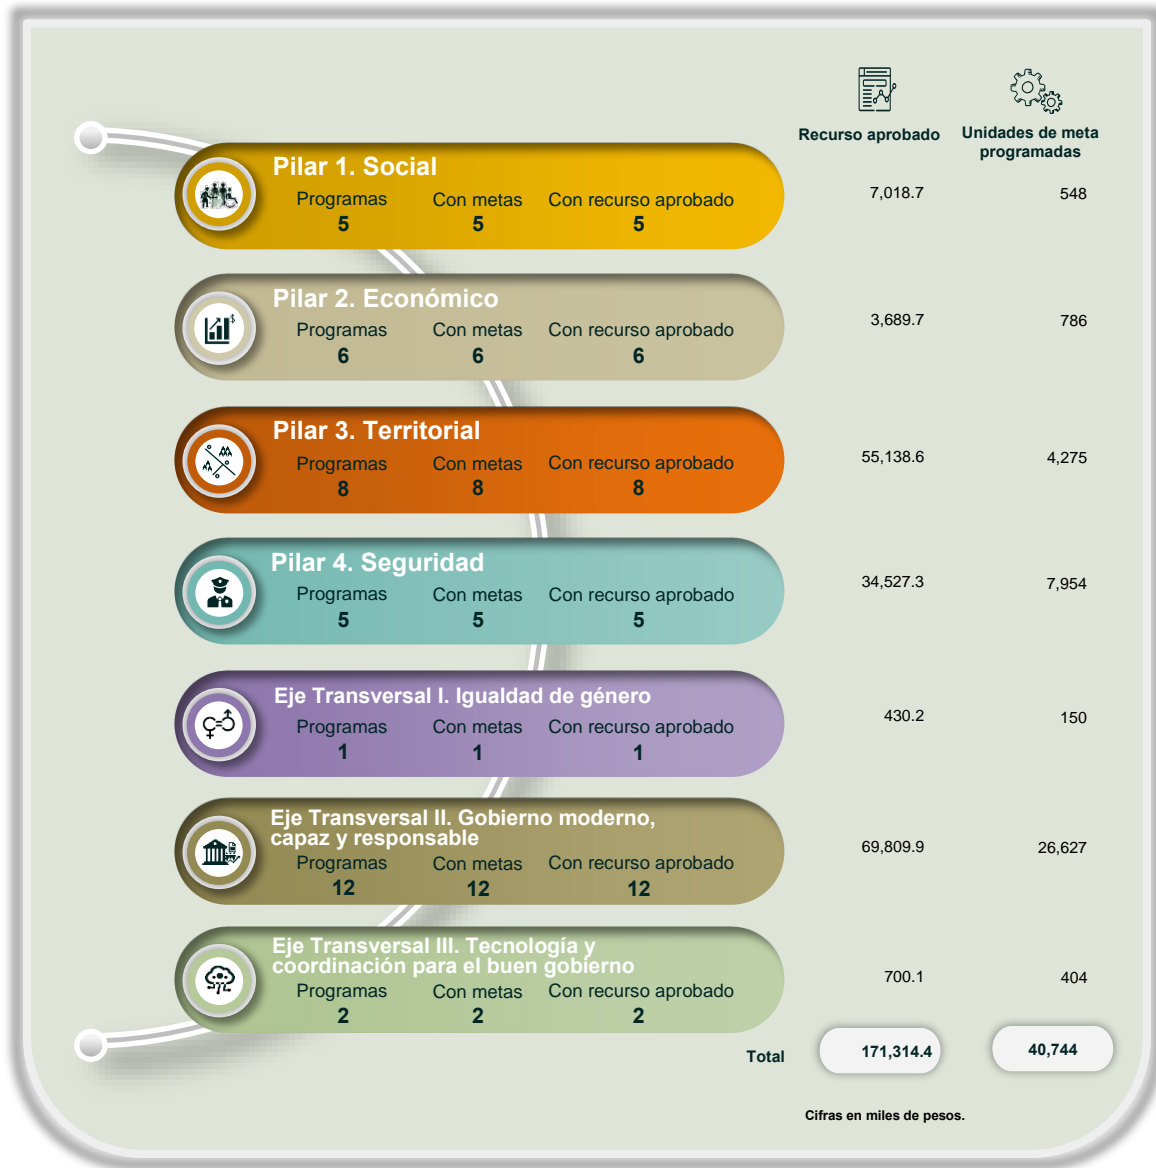 Recurso aprobado
Unidades de meta
programadas
Pilar 1. Social
Programas Con metas Con recurso aprobado
5 5 5
7,018.7 548
Pilar 2. Económico
Programas Con metas Con recurso aprobado
6 6 6
3,689.7 786
Pilar 3. Territorial
Programas Con metas Con recurso aprobado
8 8 8
55,138.6 4,275
Pilar 4. Seguridad
Programas Con metas Con recurso aprobado
5 5 5
34,527.3 7,954
Eje Transversal I. Igualdad de género
Programas Con metas Con recurso aprobado
1 1 1
430.2 150
Eje Transversal II. Gobierno moderno,
capaz y responsable
Programas Con metas Con recurso aprobado
12 12 12
69,809.9 26,627
Eje Transversal III. Tecnología y
coordinación para el buen gobierno
Programas Con metas Con recurso aprobado
2 2 2
700.1 404
Total 171,314.4 40,744
Cifras en miles de pesos.